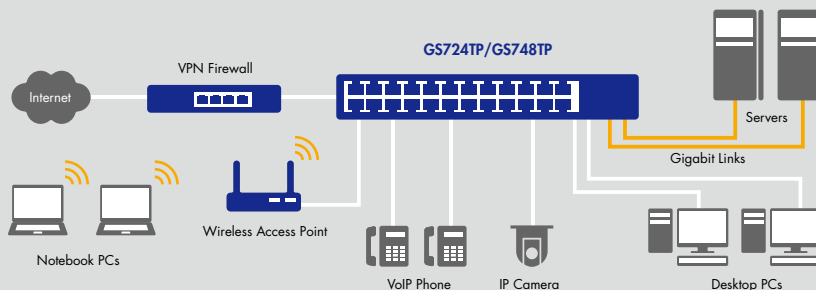 GS724TP/GS748TP
VPN Firewall
Internet
Servers
Gigabit Links
Wireless Access Point
Notebook PCs
VoIP Phone
IP Camera
Desktop PCs